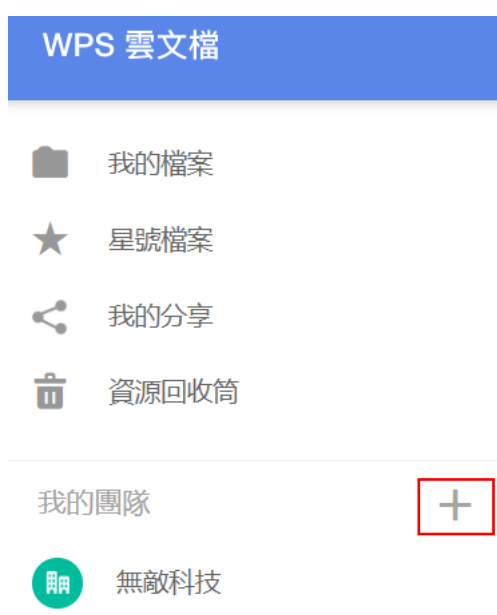 WPS 雲文檔
我的檔案
星號檔案
我的分享
資源回收筒
我的團隊
無敵科技